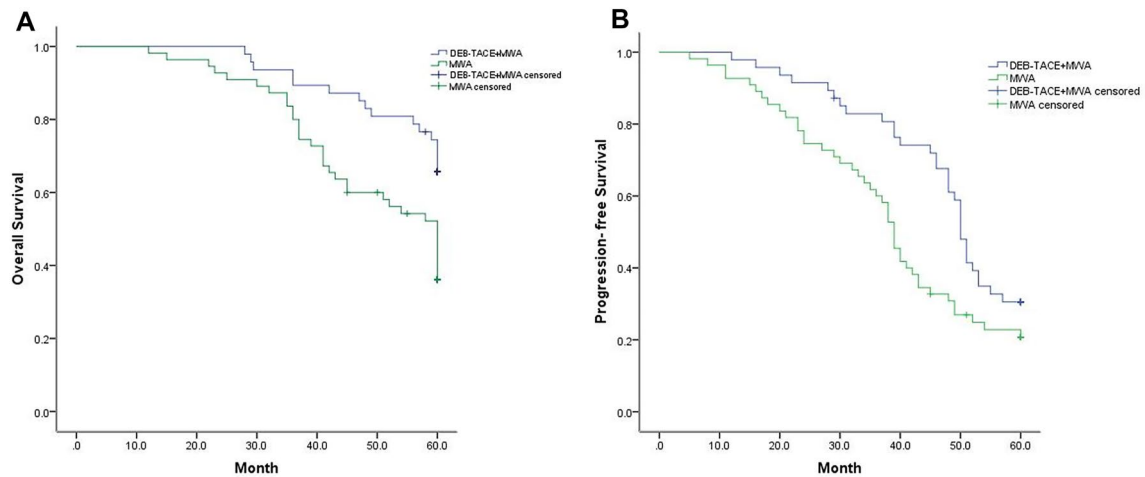 A
DEB-TACE+MWA
MWA
DEB-TACE+MWA censored
MWA censored
Overall Survival
1.0
0.8
0.6
0.4
0.2
0.0
.0 10.0 20.0 30.0 40.0 50.0 60.0
Month
B
DEB-TACE+MWA
MWA
DEB-TACE+MWA censored
MWA censored
Progression-free Survival
1.0
0.8
0.6
0.4
0.2
0.0
.0 10.0 20.0 30.0 40.0 50.0 60.0
Month